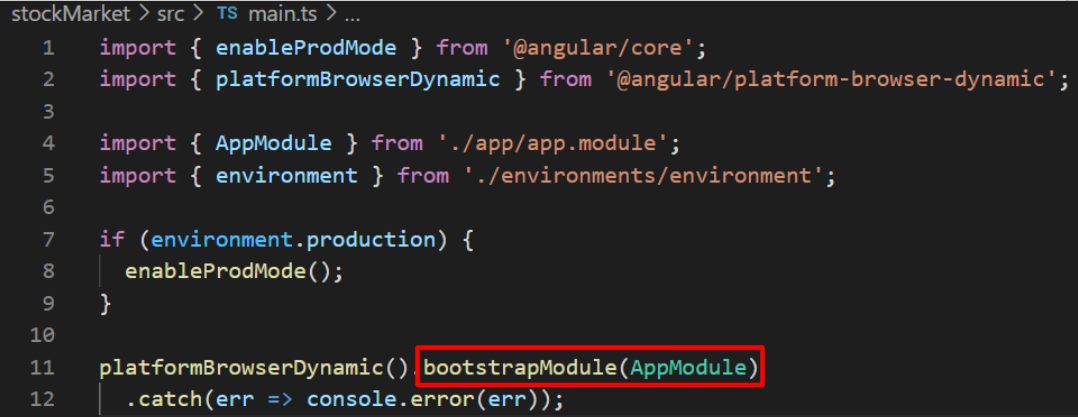 stockMarket > src > TS main.ts > ...
1 import { enableProdMode } from '@angular/core';
2 import { platformBrowserDynamic } from '@angular/platform-browser-dynamic';
3
4 import { AppModule } from './app/app.module';
5 import { environment } from './environments/environment';
6
7 if (environment.production) {
8   enableProdMode();
9 }
10
11 platformBrowserDynamic().bootstrapModule(AppModule)
12   .catch(err => console.error(err));